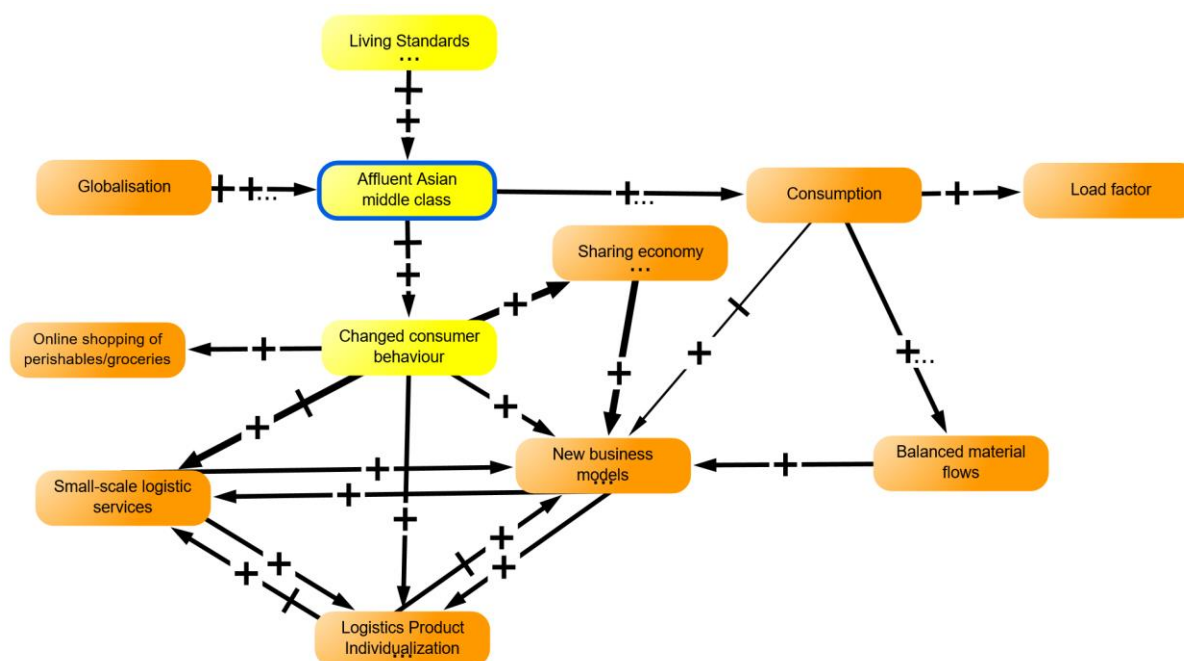 Living Standards
...
+
+
Globalisation
+ +...
Affluent Asian
middle class
+...
Consumption
+
Load factor
+
+
Sharing economy
...
+
Online shopping of
perishables/groceries
+
Changed consumer
behaviour
+
+
+
+
+...
Small-scale logistic
services
+
+
New business
models
...
+
Balanced material
flows
+
+
+
+
+
Logistics Product
Individualization
...